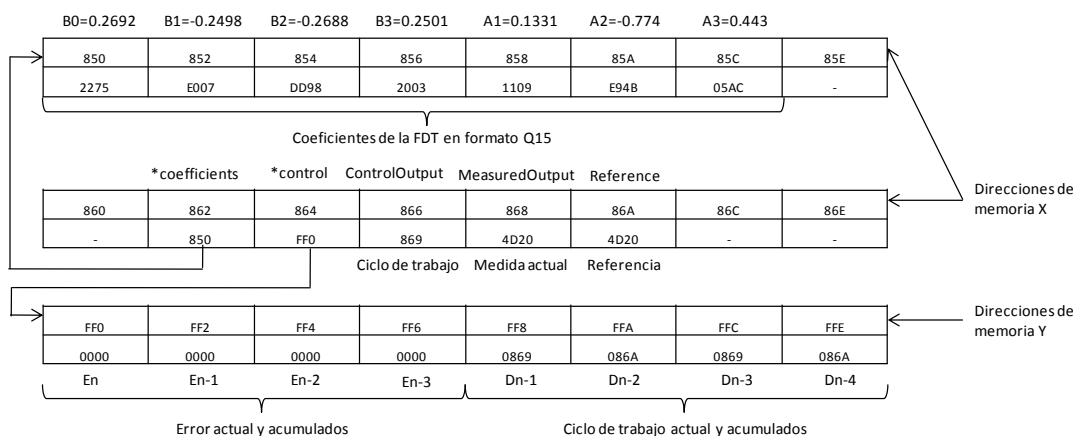 B0=0.2692 B1=-0.2498 B2=-0.2688 B3=0.2501 A1=0.1331 A2=-0.774 A3=0.443
850 852 854 856 858 85A 85C 85E
2275 E007 DD98 2003 1109 E94B 05AC -
Coeficientes de la FDT en formato Q15
*coefficients *control ControlOutput MeasuredOutput Reference
860 862 864 866 868 86A 86C 86E
- 850 FF0 869 4D20 4D20 - -
Ciclo de trabajo Medida actual Referencia
Direcciones de
memoria X
FF0 FF2 FF4 FF6 FF8 FFA FFC FFE
0000 0000 0000 0000 0869 086A 0869 086A
En En-1 En-2 En-3 Dn-1 Dn-2 Dn-3 Dn-4
Direcciones de
memoria Y
Error actual y acumulados Ciclo de trabajo actual y acumulados